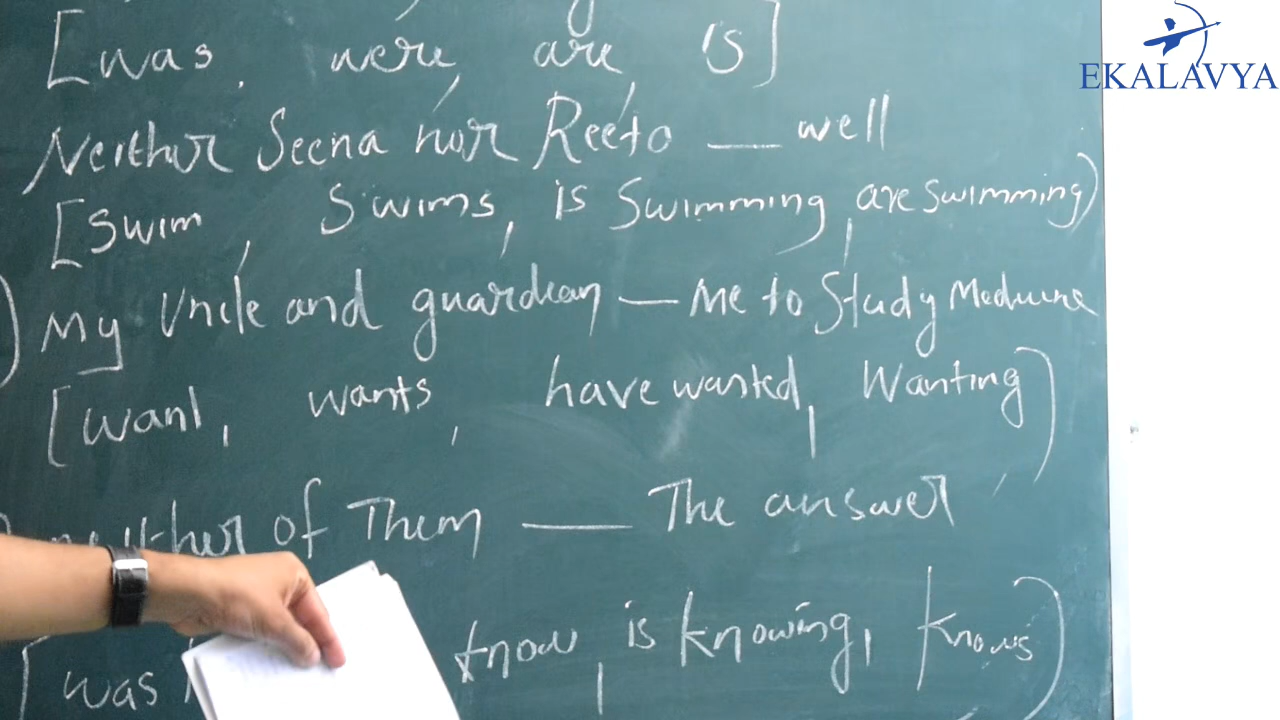 [was, were, are, is]
EKALAVYA
Neither Seena nor Reeta __ well
[swim, swims, is swimming, are swimming)
) My Uncle and guardian — me to Study Medicine
[want, wants, have wanted, Wanting)
neither of Them ___ The answer
[was know, is knowing, knows)